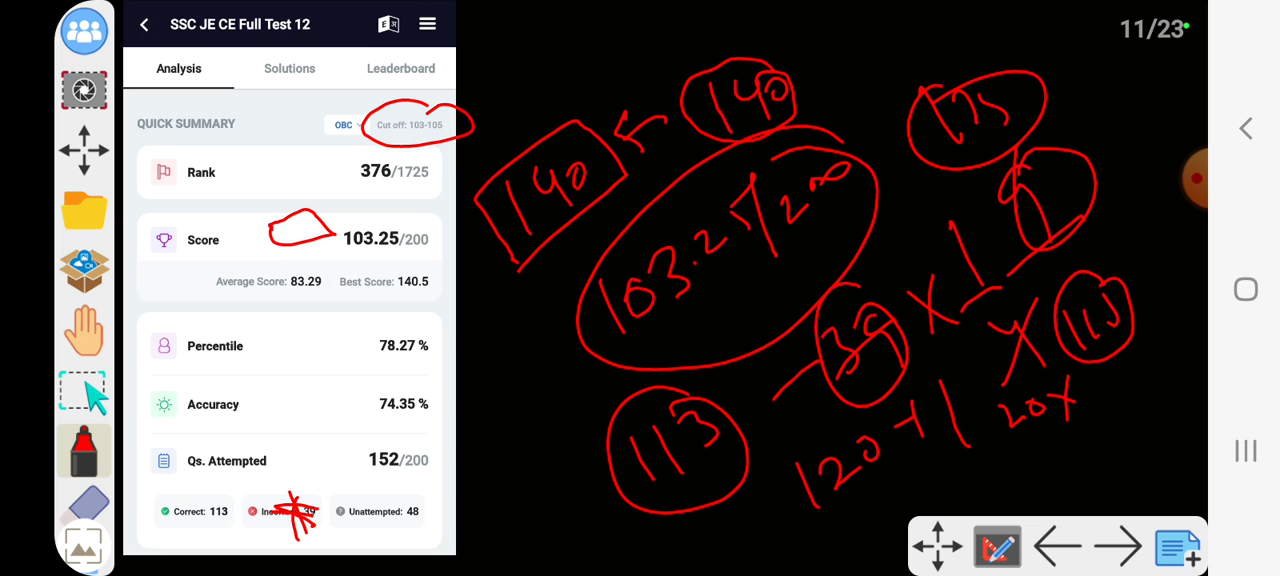 SSC JE CE Full Test 12
Analysis
Solutions
Leaderboard
QUICK SUMMARY
OBC
Cut off: 103-105
Rank
376/1725
Score
103.25/200
Average Score: 83.29
Best Score: 140.5
Percentile
78.27 %
Accuracy
74.35 %
Qs. Attempted
152/200
Correct: 113
39
Unattempted: 48
11/23
140
140
103.25/200
175
39 X
113
113
120 + 1
20 X